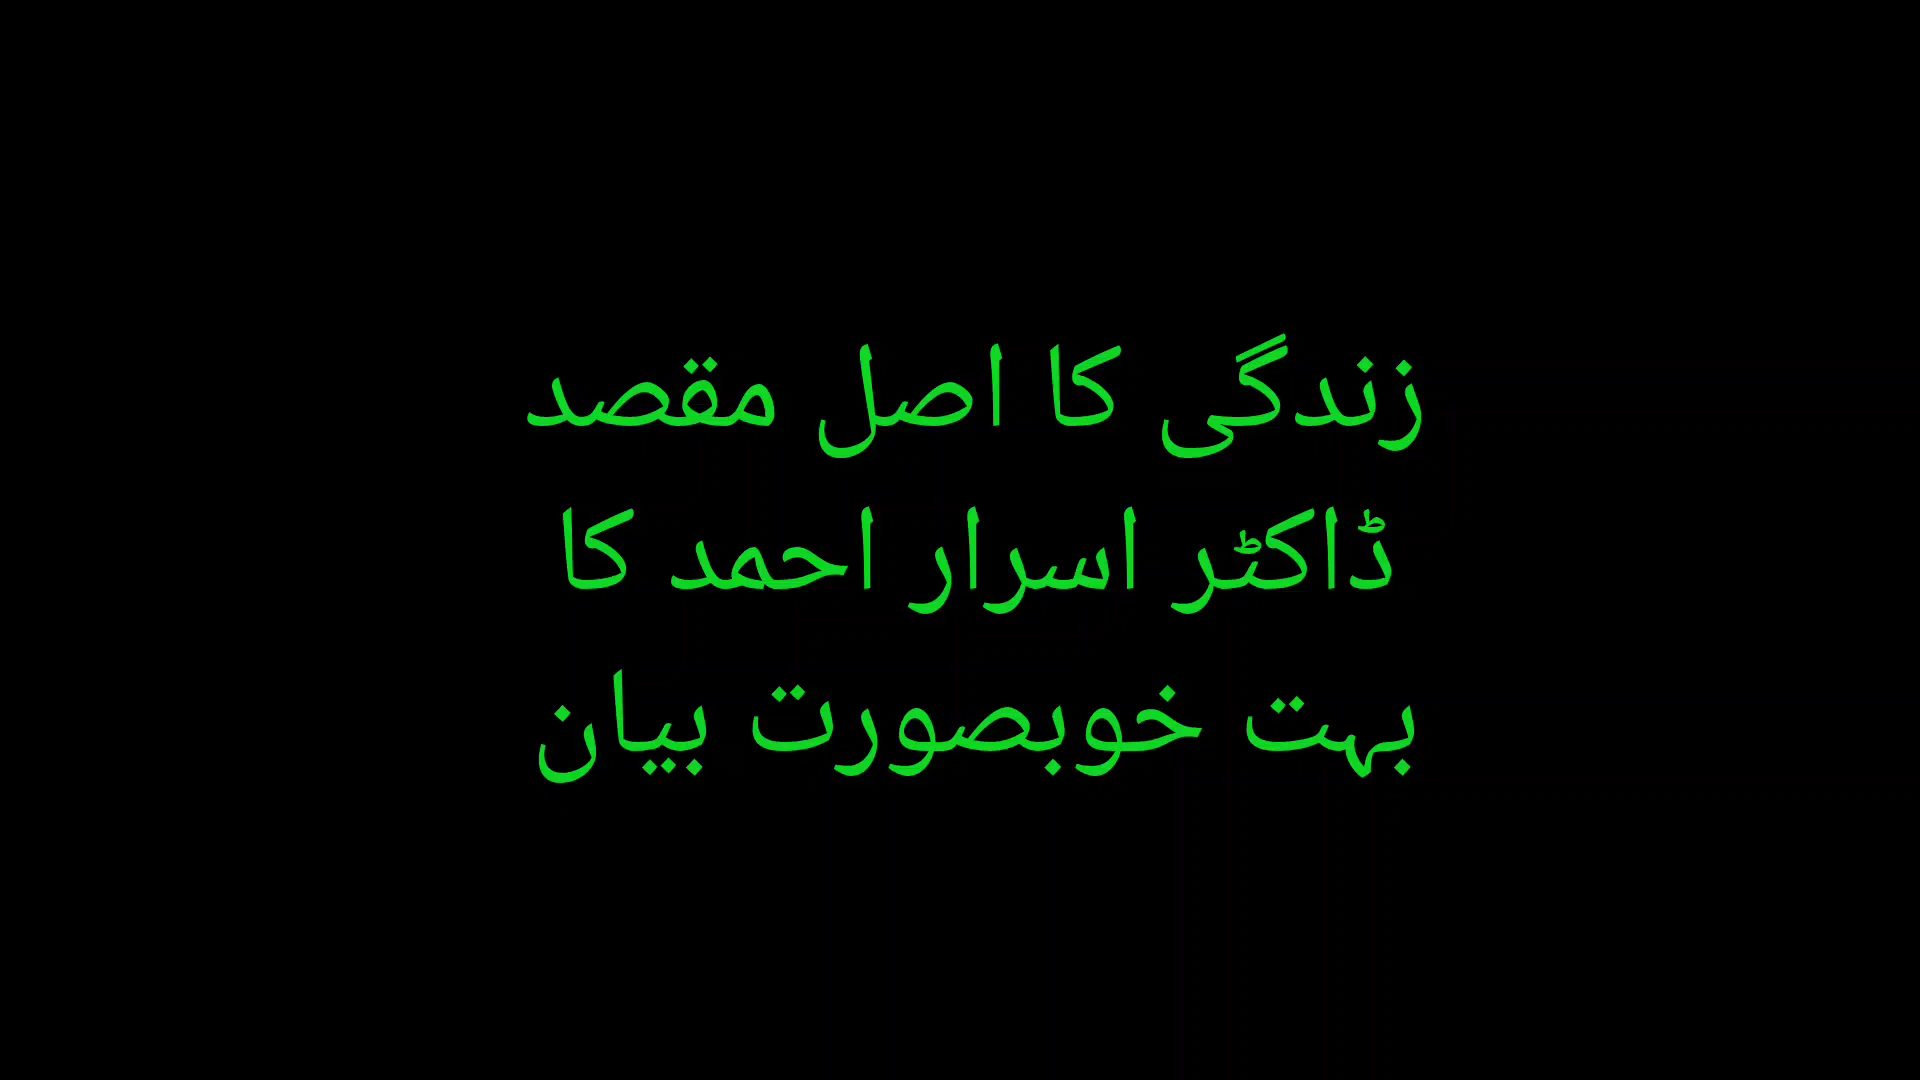 زندگی کا اصل مقصد
ڈاکٹر اسرار احمد کا
بہت خوبصورت بیان